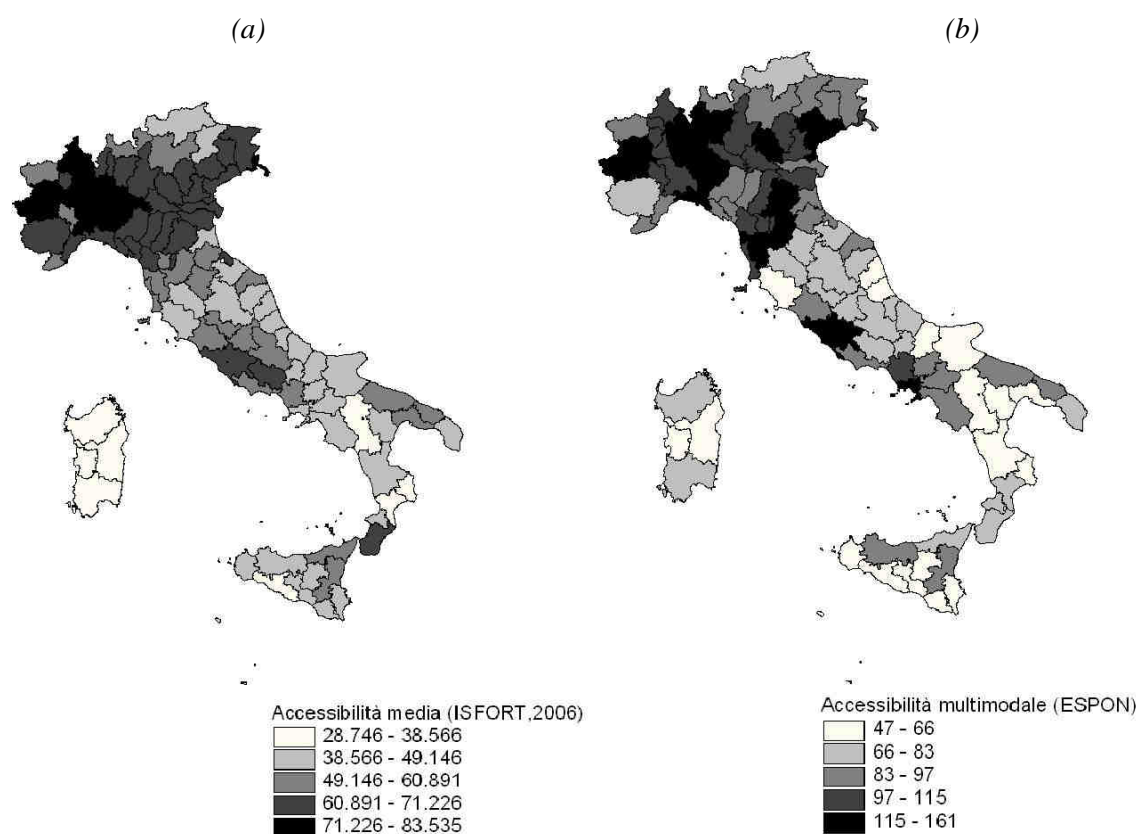 (a)
(b)
Accessibilità media (ISFORT,2006)
28.746 - 38.566
38.566 - 49.146
49.146 - 60.891
60.891 - 71.226
71.226 - 83.535
Accessibilità multimodale (ESPON)
47 - 66
66 - 83
83 - 97
97 - 115
115 - 161